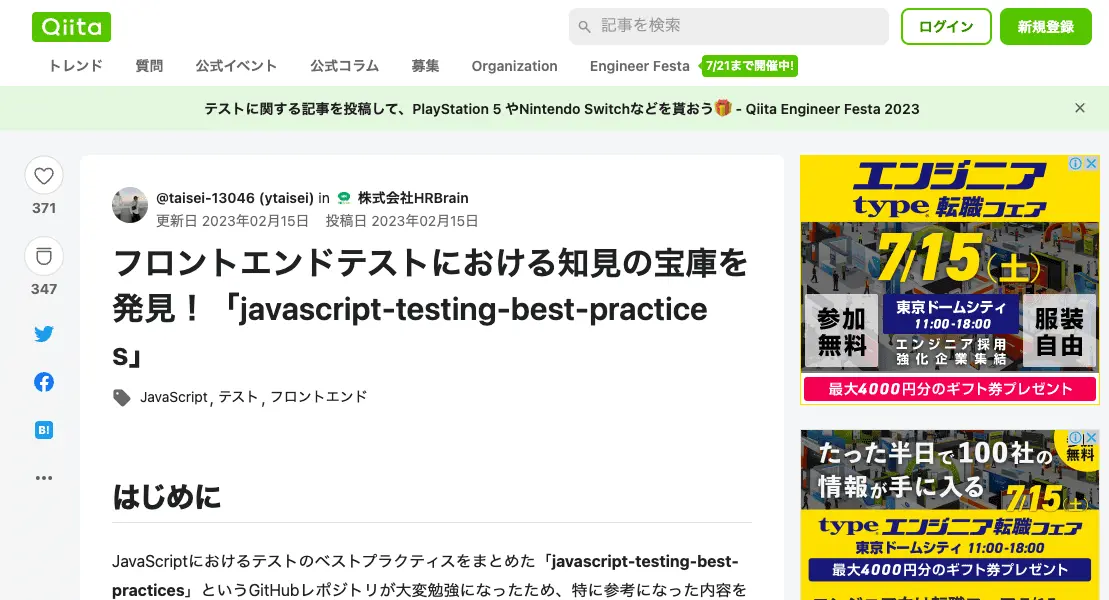 Qiita
記事を検索
ログイン
新規登録
トレンド 質問 公式イベント 公式コラム 募集 Organization Engineer Festa 7/21まで開催中!
テストに関する記事を投稿して、PlayStation 5 やNintendo Switchなどを貰おう🎁 - Qiita Engineer Festa 2023
371
347
B!
@taisei-13046 (ytaisei) in 株式会社HRBrain
更新日 2023年02月15日 投稿日 2023年02月15日
フロントエンドテストにおける知見の宝庫を
発見！「javascript-testing-best-practice
s」
JavaScript, テスト, フロントエンド
はじめに
JavaScriptにおけるテストのベストプラクティスをまとめた「javascript-testing-best-
practices」というGitHubレポジトリが大変勉強になったため、特に参考になった内容を
エンジニア
type 転職フェア
7/15(土)
参加
無料
東京ドームシティ
11:00-18:00
エンジニア採用
強化企業集結
服装
自由
最大4000円分のギフト券プレゼント
たった半日で100社の
情報が手に入る
無料
7/15(土)
typeエンジニア転職フェア
東京ドームシティ 11:00-18:00
最大4000円分のギフト券プレゼント